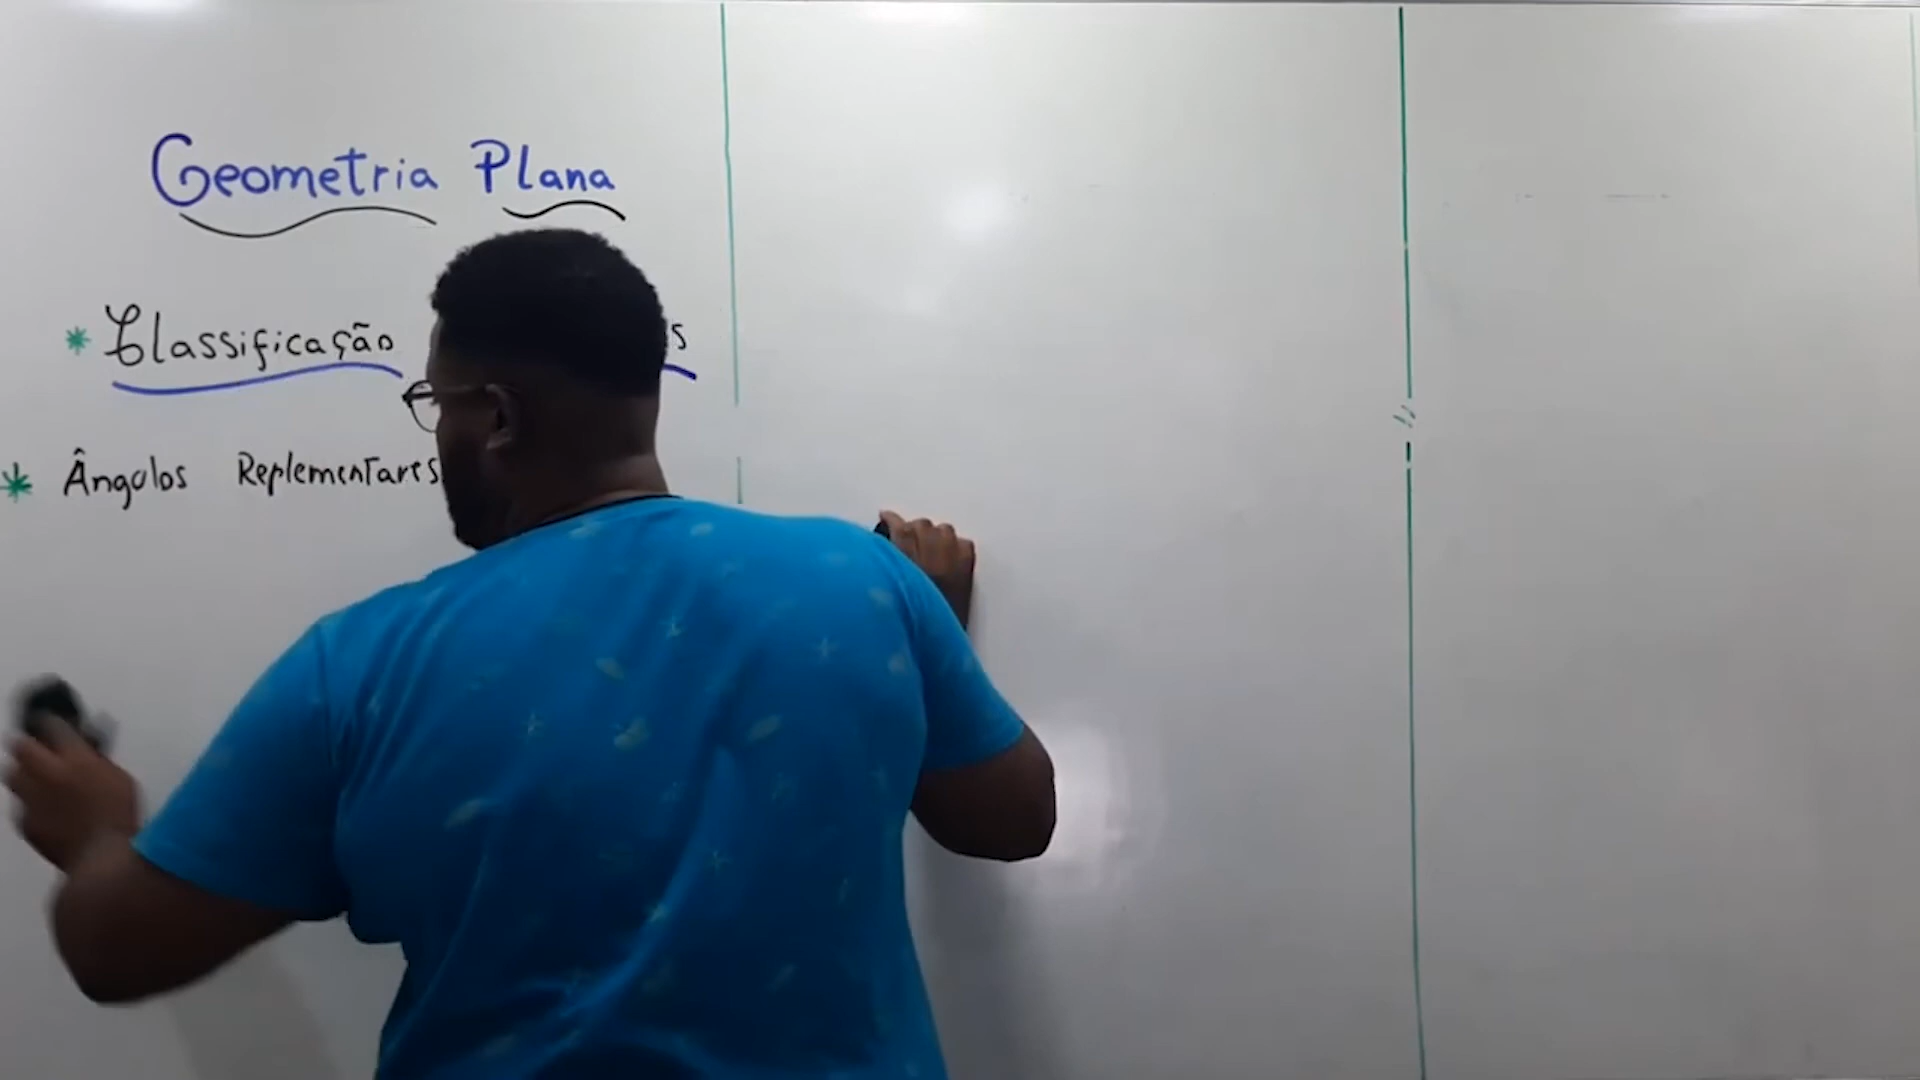 Geometria Plana
* Classificação
* Ângulos Replementares